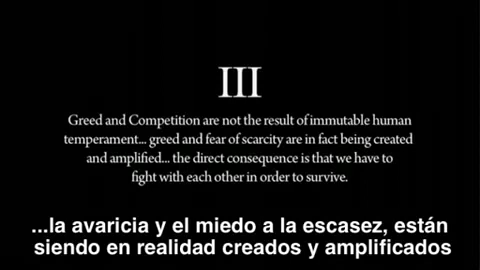 III
Greed and Competition are not the result of immutable human
temperament... greed and fear of scarcity are in fact being created
and amplified... the direct consequence is that we have to
fight with each other in order to survive.
...la avaricia y el miedo a la escasez, están
siendo en realidad creados y amplificados